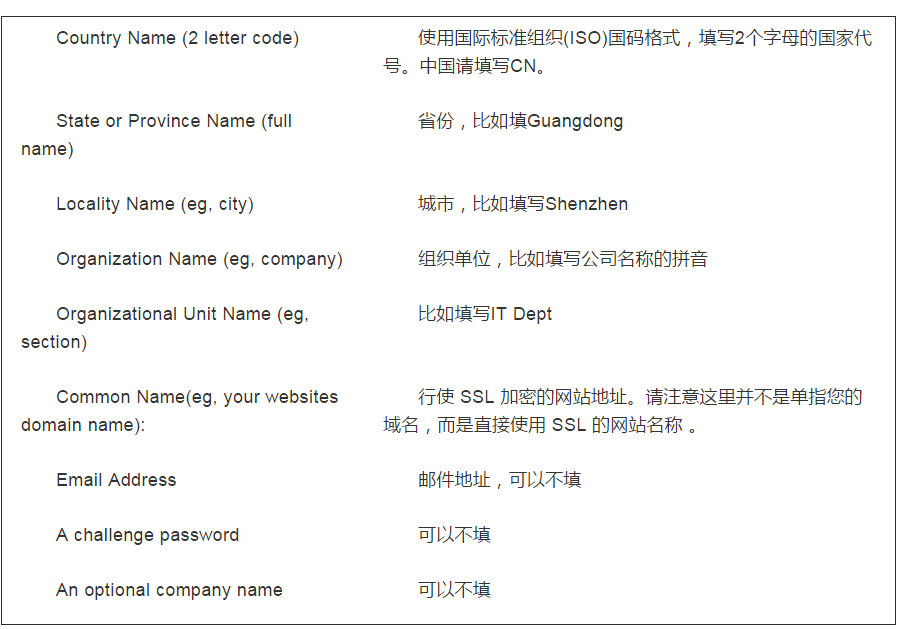 Country Name (2 letter code)
使用国际标准组织(ISO)国码格式，填写2个字母的国家代
号。中国请填写CN。
State or Province Name (full
name)
省份，比如填Guangdong
Locality Name (eg, city)
城市，比如填写Shenzhen
Organization Name (eg, company)
组织单位，比如填写公司名称的拼音
Organizational Unit Name (eg,
section)
比如填写IT Dept
Common Name(eg, your websites
domain name):
行使 SSL 加密的网站地址。请注意这里并不是单指您的
域名，而是直接使用 SSL 的网站名称 。
Email Address
邮件地址，可以不填
A challenge password
可以不填
An optional company name
可以不填